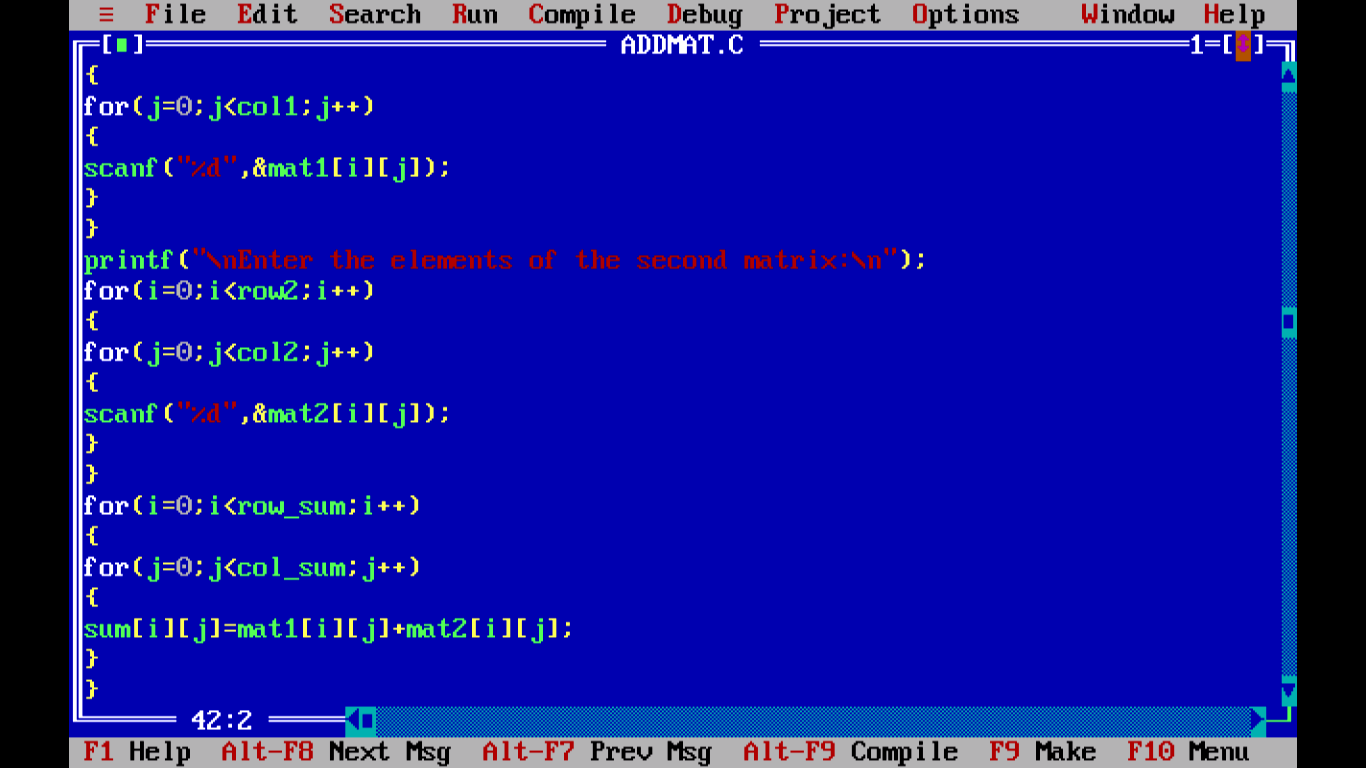 ≡ File Edit Search Run Compile Debug Project Options Window Help
[■] ADDMAT.C 1=[↕]
{
for(j=0;j<col1;j++)
{
scanf("%d",&mat1[i][j]);
}
}
printf("\nEnter the elements of the second matrix:\n");
for(i=0;i<row2;i++)
{
for(j=0;j<col2;j++)
{
scanf("%d",&mat2[i][j]);
}
}
for(i=0;i<row_sum;i++)
{
for(j=0;j<col_sum;j++)
{
sum[i][j]=mat1[i][j]+mat2[i][j];
}
}
42:2
F1 Help Alt-F8 Next Msg Alt-F7 Prev Msg Alt-F9 Compile F9 Make F10 Menu